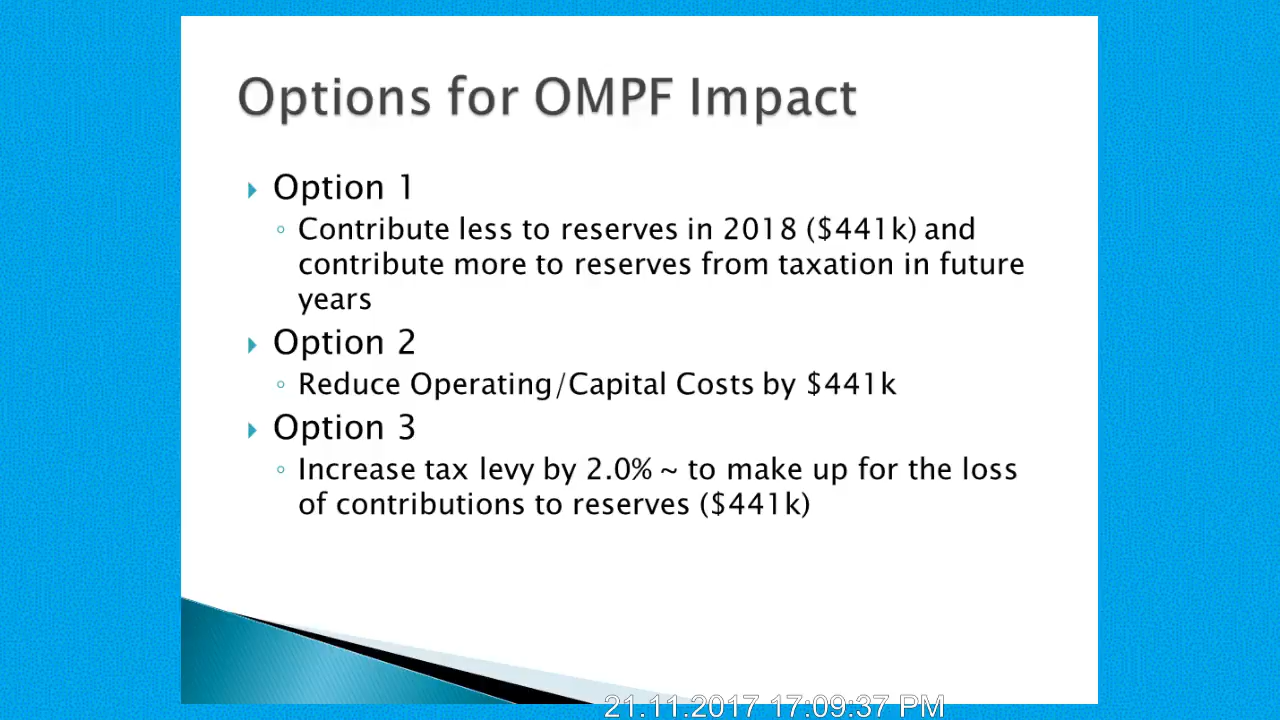 Options for OMPF Impact
Option 1
Contribute less to reserves in 2018 ($441k) and
contribute more to reserves from taxation in future
years
Option 2
Reduce Operating/Capital Costs by $441k
Option 3
Increase tax levy by 2.0% ~ to make up for the loss
of contributions to reserves ($441k)
21.11.2017 17:09:37 PM